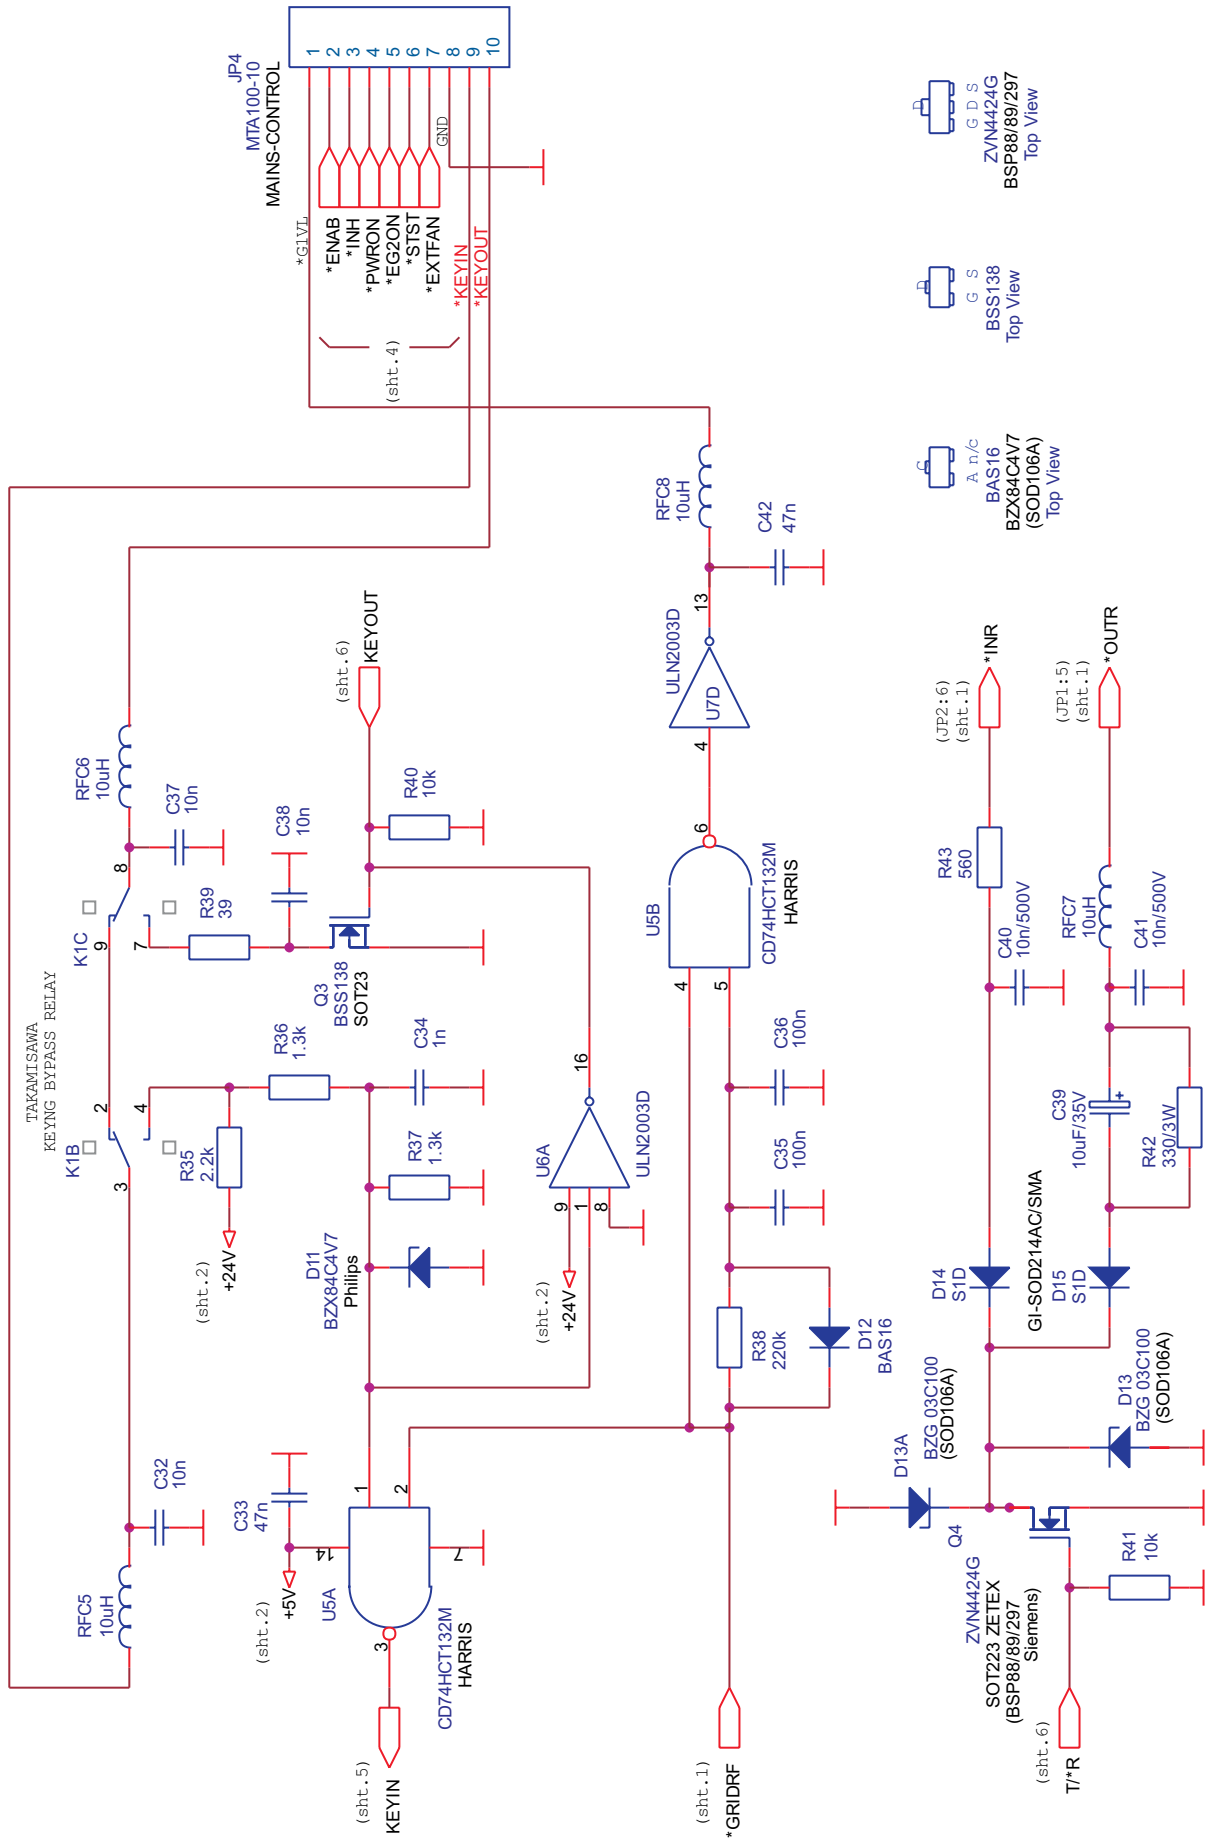 TAKAMISAWA
KEYNG BYPASS RELAY
RFC5
10uH
C32
10n
K1B
3
2
4
K1C
9
8
7
RFC6
10uH
C37
10n
R39
39
C38
10n
Q3
BSS138
SOT23
R35
2.2k
(sht.2)
+24V
R36
1.3k
C34
1n
R37
1.3k
D11
BZX84C4V7
Philips
R40
10k
(sht.6)
KEYOUT
C33
47n
(sht.2)
+5V
14
7
U5A
1
2
3
CD74HCT132M
HARRIS
(sht.5)
KEYIN
(sht.2)
+24V
U6A
9
1
8
16
ULN2003D
(sht.1)
*GRIDRF
R38
220k
D12
BAS16
C35
100n
C36
100n
U5B
4
5
6
CD74HCT132M
HARRIS
U7D
4
13
ULN2003D
RFC8
10uH
C42
47n
JP4
MTA100-10
MAINS-CONTROL
1
2
3
4
5
6
7
8
9
10
*G1VL
*ENAB
*INH
*PWRON
*EG2ON
*STST
*EXTFAN
GND
*KEYIN
*KEYOUT
(sht.4)
(sht.6)
T/*R
R41
10k
Q4
ZVN4424G
SOT223 ZETEX
(BSP88/89/297
Siemens)
D13A
BZG 03C100
(SOD106A)
D13
BZG 03C100
(SOD106A)
D14
S1D
GI-SOD214AC/SMA
D15
S1D
C39
10uF/35V
+
R42
330/3W
C40
10n/500V
R43
560
RFC7
10uH
C41
10n/500V
(JP2:6)
(sht.1)
*INR
(JP1:5)
(sht.1)
*OUTR
C
A n/c
BAS16
BZX84C4V7
(SOD106A)
Top View
D
G S
BSS138
Top View
D
G D S
ZVN4424G
BSP88/89/297
Top View